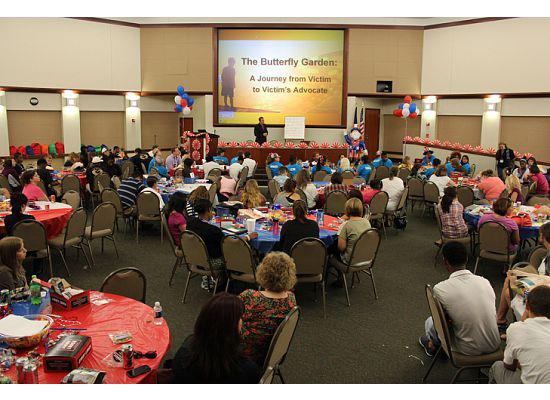 The Butterfly Garden:
A Journey from Victim
to Victim's Advocate